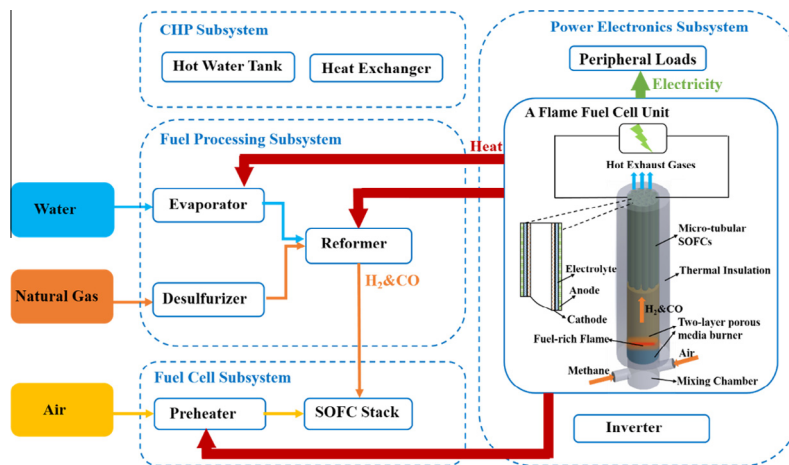 CHP Subsystem
Hot Water Tank
Heat Exchanger
Power Electronics Subsystem
Peripheral Loads
Electricity
A Flame Fuel Cell Unit
Hot Exhaust Gases
Micro-tubular
SOFCs
Thermal Insulation
Electrolyte
Anode
Cathode
H₂&CO
Two-layer porous
media burner
Fuel-rich Flame
Air
Methane
Mixing Chamber
Inverter
Fuel Processing Subsystem
Heat
Water
Evaporator
Reformer
H₂&CO
Natural Gas
Desulfurizer
Fuel Cell Subsystem
Air
Preheater
SOFC Stack